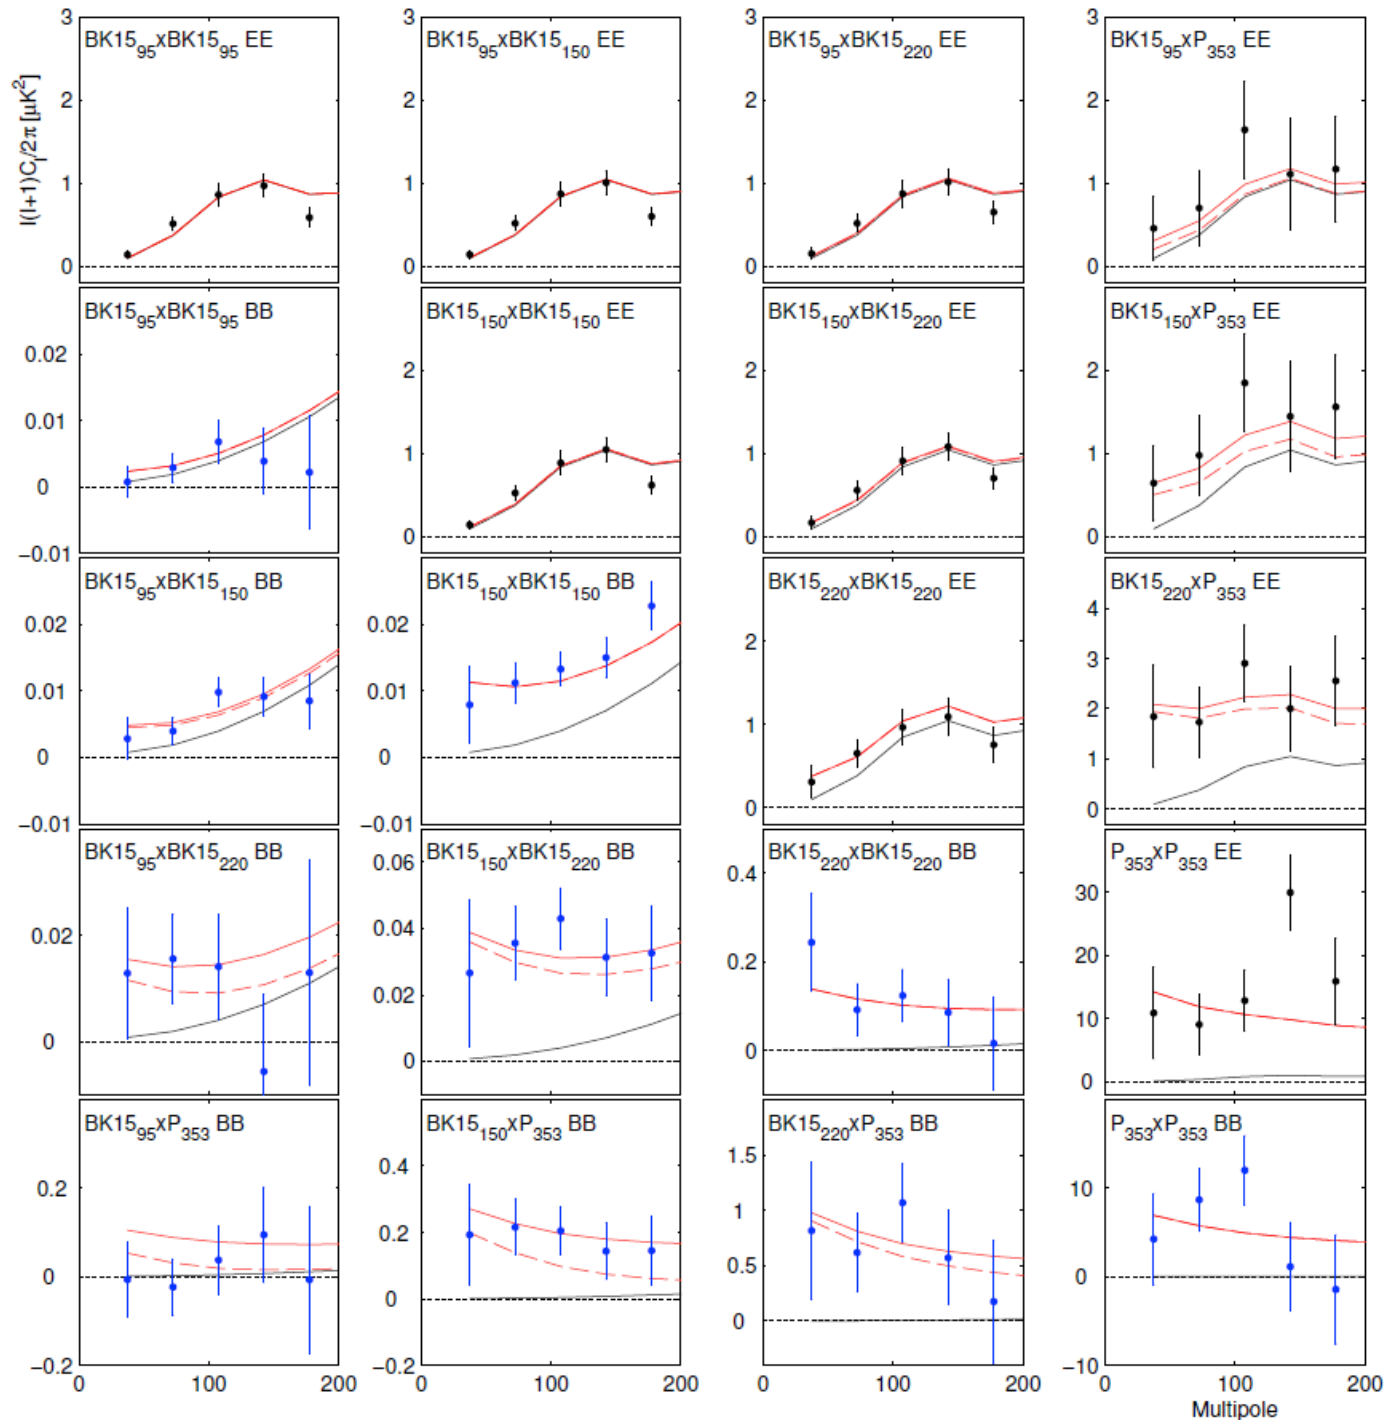 3
BK15_95xBK15_95 EE
2
1
0
l(l+1)C_l/2π [μK²]
3
BK15_95xBK15_150 EE
2
1
0
3
BK15_95xBK15_220 EE
2
1
0
3
BK15_95xP_353 EE
2
1
0
BK15_95xBK15_95 BB
0.02
0.01
0
−0.01
BK15_150xBK15_150 EE
2
1
0
BK15_150xBK15_220 EE
2
1
0
BK15_150xP_353 EE
2
1
0
BK15_95xBK15_150 BB
0.02
0.01
0
−0.01
BK15_150xBK15_150 BB
0.02
0.01
0
−0.01
BK15_220xBK15_220 EE
2
1
0
BK15_220xP_353 EE
4
3
2
1
0
BK15_95xBK15_220 BB
0.02
0
BK15_150xBK15_220 BB
0.06
0.04
0.02
0
BK15_220xBK15_220 BB
0.4
0.2
0
P_353xP_353 EE
30
20
10
0
BK15_95xP_353 BB
0.2
0
−0.2
0 100 200
BK15_150xP_353 BB
0.4
0.2
0
−0.2
0 100 200
BK15_220xP_353 BB
1.5
1
0.5
0
0 100 200
P_353xP_353 BB
10
0
−10
0 100 200
Multipole